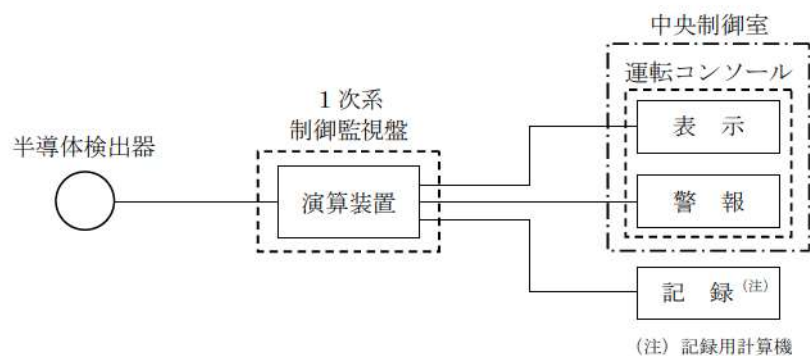 中央制御室
運転コンソール
1 次系
制御監視盤
半導体検出器
表 示
演算装置
警 報
記 録 (注)
(注) 記録用計算機